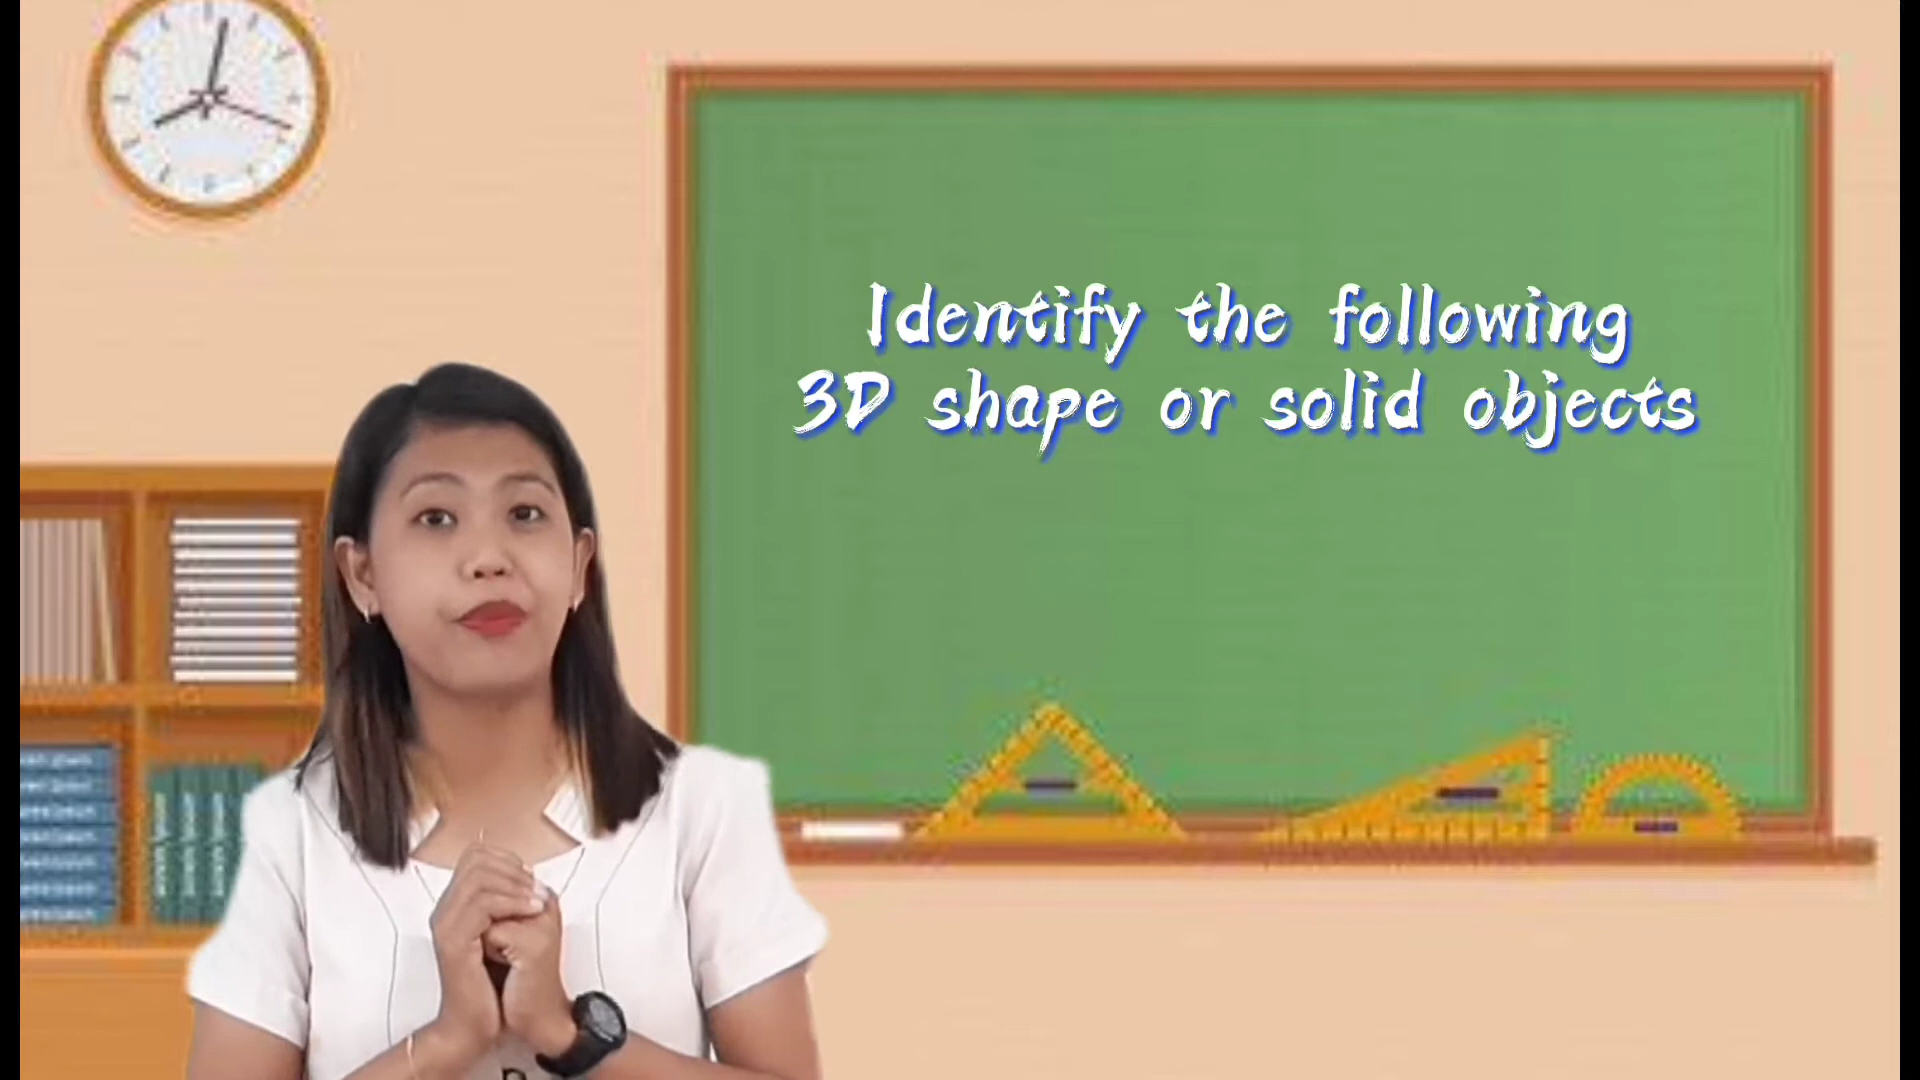 Identify the following
3D shape or solid objects